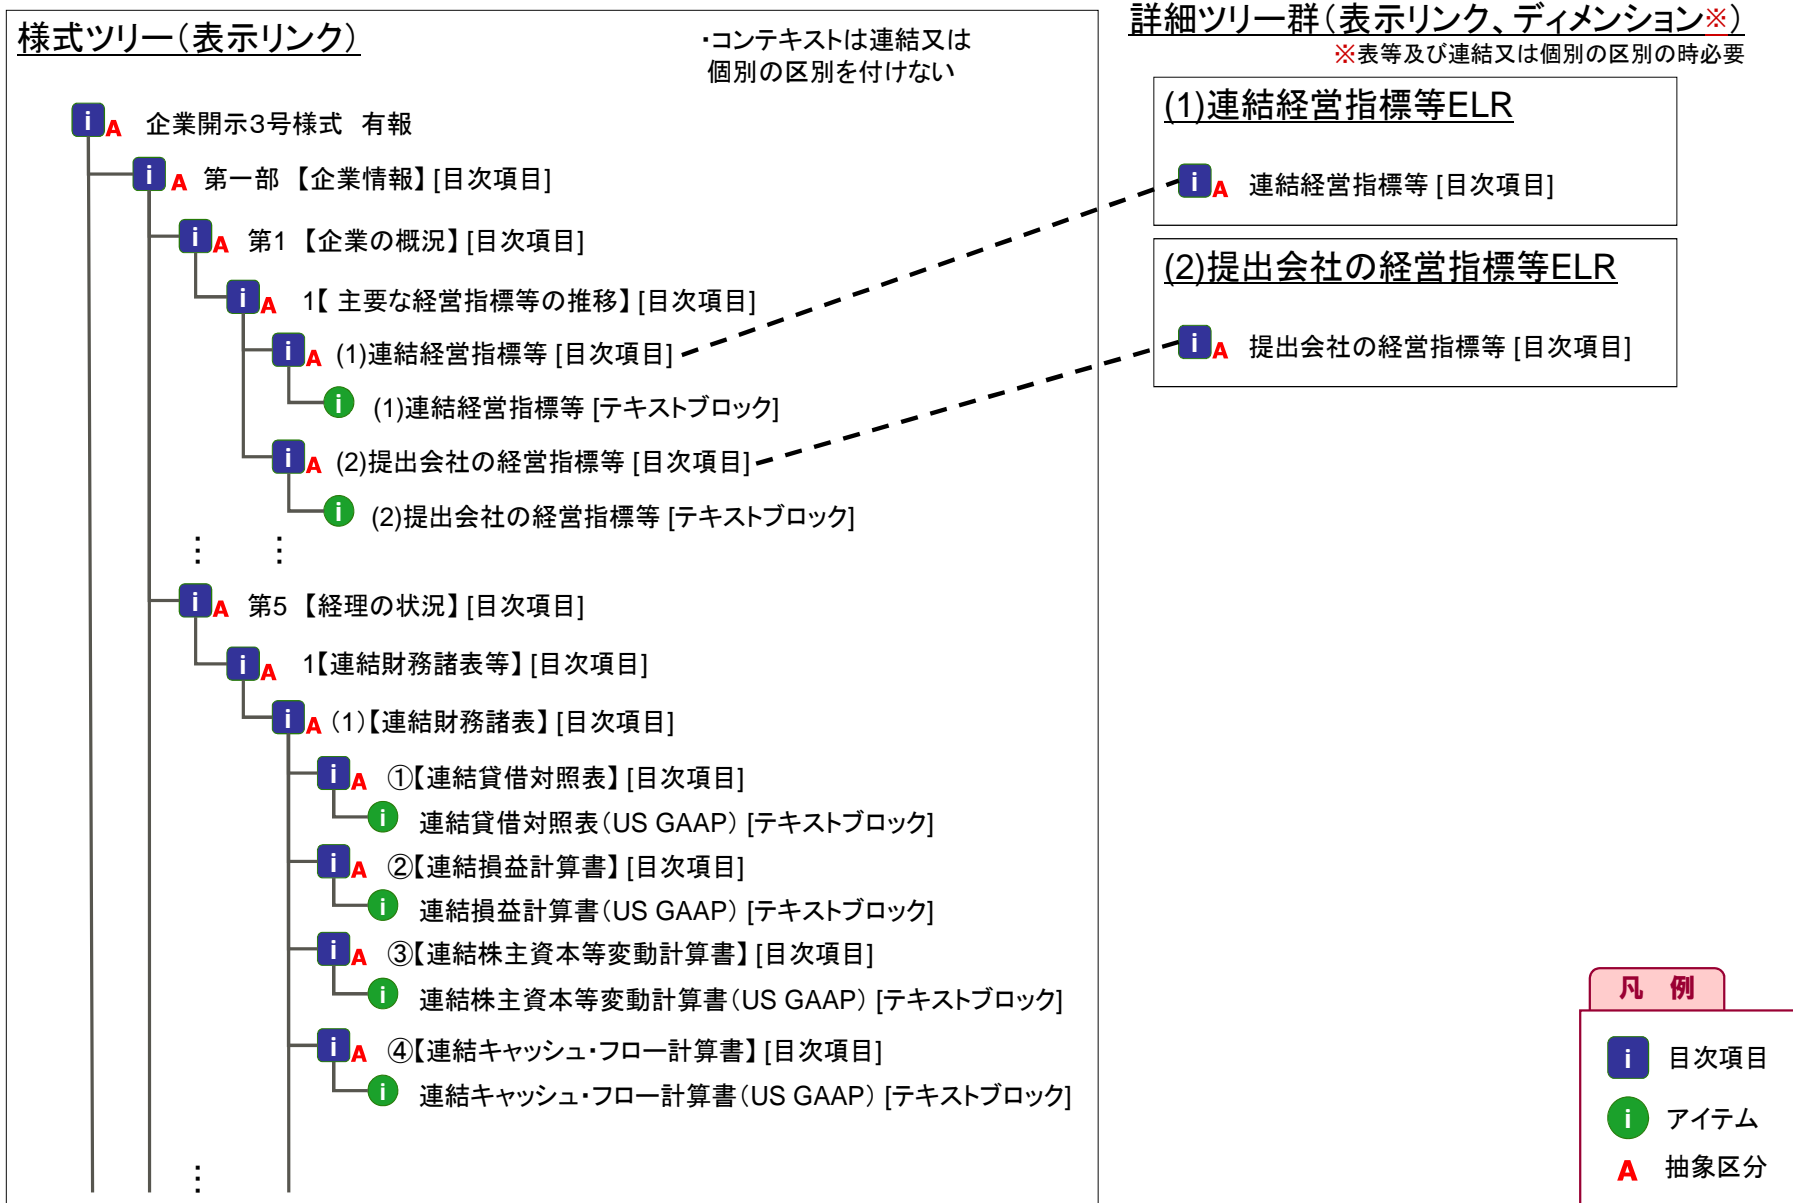 様式ツリー（表示リンク）
・コンテキストは連結又は
個別の区別を付けない
i A 企業開示3号様式 有報
i A 第一部 【企業情報】 [目次項目]
i A 第1 【企業の概況】 [目次項目]
i A 1【 主要な経営指標等の推移】 [目次項目]
i A (1)連結経営指標等 [目次項目]
i (1)連結経営指標等 [テキストブロック]
i A (2)提出会社の経営指標等 [目次項目]
i (2)提出会社の経営指標等 [テキストブロック]
⋮ ⋮
i A 第5 【経理の状況】 [目次項目]
i A 1【連結財務諸表等】 [目次項目]
i A (1)【連結財務諸表】 [目次項目]
i A ①【連結貸借対照表】 [目次項目]
i 連結貸借対照表（US GAAP） [テキストブロック]
i A ②【連結損益計算書】 [目次項目]
i 連結損益計算書（US GAAP） [テキストブロック]
i A ③【連結株主資本等変動計算書】 [目次項目]
i 連結株主資本等変動計算書（US GAAP） [テキストブロック]
i A ④【連結キャッシュ・フロー計算書】 [目次項目]
i 連結キャッシュ・フロー計算書（US GAAP） [テキストブロック]
⋮
詳細ツリー群（表示リンク、ディメンション※）
※表等及び連結又は個別の区別の時必要
(1)連結経営指標等ELR
i A 連結経営指標等 [目次項目]
(2)提出会社の経営指標等ELR
i A 提出会社の経営指標等 [目次項目]
凡 例
i 目次項目
i アイテム
A 抽象区分